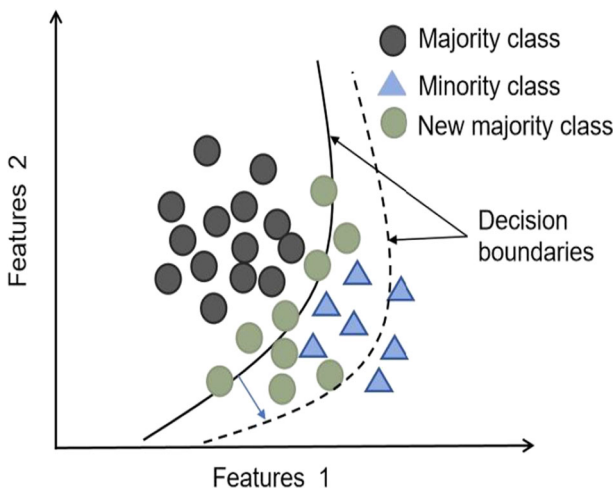 Majority class
Minority class
New majority class
Features 2
Decision
boundaries
Features 1